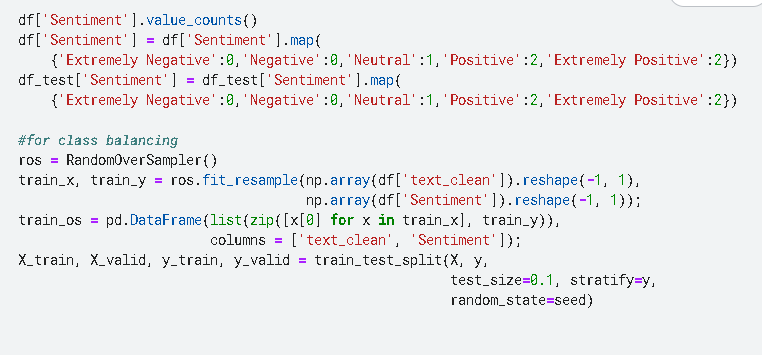 df['Sentiment'].value_counts()
df['Sentiment'] = df['Sentiment'].map(
    {'Extremely Negative':0,'Negative':0,'Neutral':1,'Positive':2,'Extremely Positive':2})
df_test['Sentiment'] = df_test['Sentiment'].map(
    {'Extremely Negative':0,'Negative':0,'Neutral':1,'Positive':2,'Extremely Positive':2})

#for class balancing
ros = RandomOverSampler()
train_x, train_y = ros.fit_resample(np.array(df['text_clean']).reshape(-1, 1),
                                    np.array(df['Sentiment']).reshape(-1, 1));
train_os = pd.DataFrame(list(zip([x[0] for x in train_x], train_y)),
                        columns = ['text_clean', 'Sentiment']);
X_train, X_valid, y_train, y_valid = train_test_split(X, y,
                                                      test_size=0.1, stratify=y,
                                                      random_state=seed)